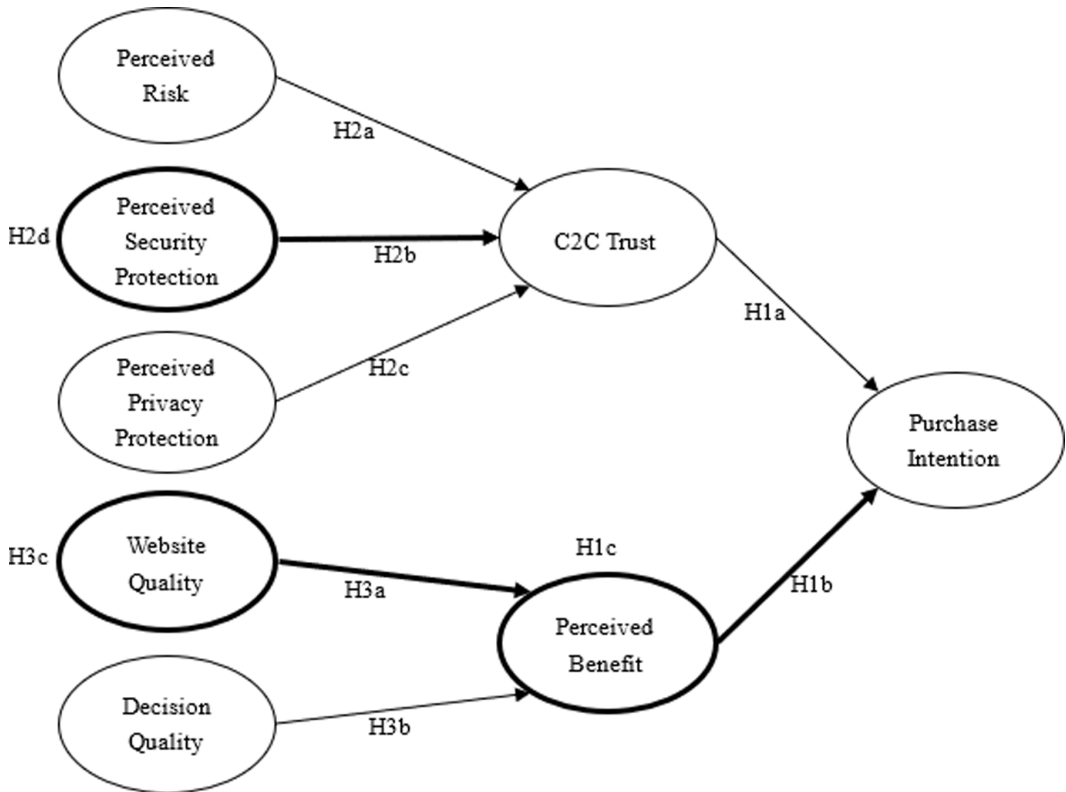 Perceived
Risk
H2a
H2d
Perceived
Security
Protection
H2b
C2C Trust
H1a
Perceived
Privacy
Protection
H2c
Purchase
Intention
H3c
Website
Quality
H3a
H1c
Perceived
Benefit
H1b
Decision
Quality
H3b